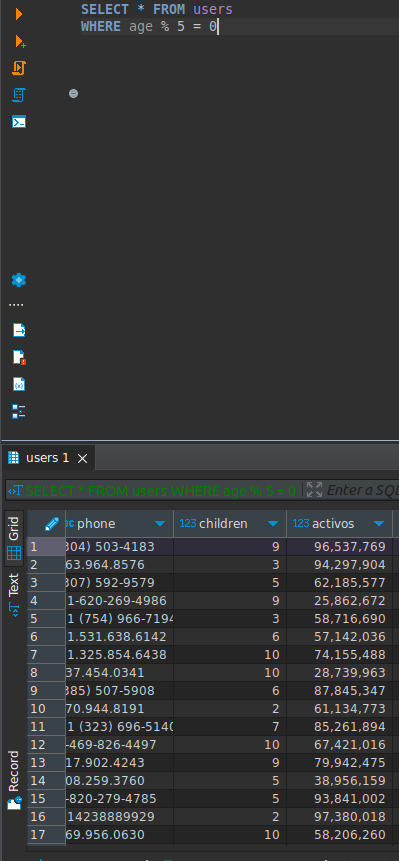 SELECT * FROM users
WHERE age % 5 = 0
users 1
SELECT * FROM users WHERE age % 5 = 0
Enter a SQL
Grid
Text
Record
phone 123 children 123 activos
1 304) 503-4183 9 96,537,769
2 63.964.8576 3 94,297,904
3 307) 592-9579 5 62,185,577
4 1-620-269-4986 9 25,862,672
5 1 (754) 966-7194 3 58,716,690
6 1.531.638.6142 6 57,142,036
7 1.325.854.6438 10 74,155,488
8 37.454.0341 10 28,739,963
9 385) 507-5908 6 87,845,347
10 70.944.8191 2 61,134,773
11 1 (323) 696-5140 7 85,261,894
12 -469-826-4497 10 67,421,016
13 17.902.4243 9 79,942,475
14 08.259.3760 5 38,956,159
15 -820-279-4785 5 93,841,002
16 14238889929 2 97,380,018
17 69.956.0630 10 58,206,260